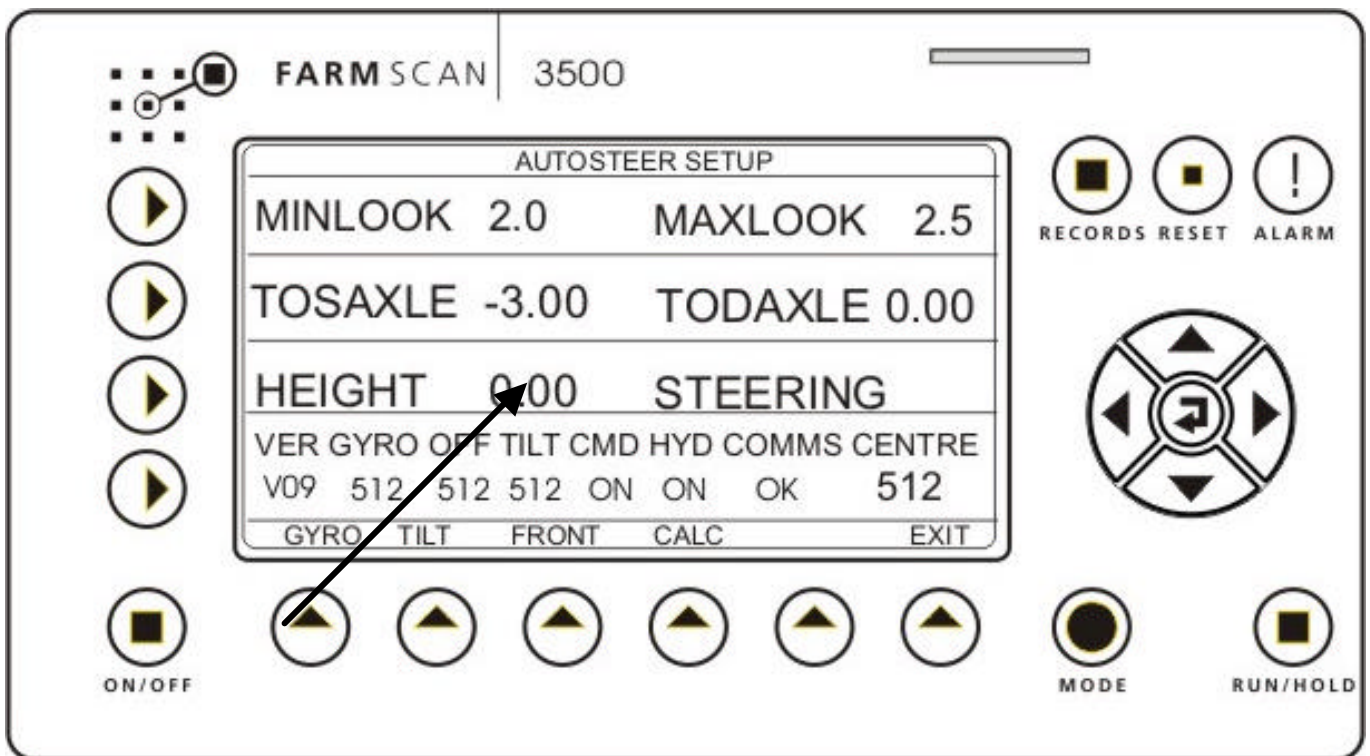 FARMSCAN 3500
AUTOSTEER SETUP
MINLOOK 2.0 MAXLOOK 2.5
RECORDS RESET ALARM
TOSAXLE -3.00 TODAXLE 0.00
HEIGHT 0.00 STEERING
VER GYRO OFF TILT CMD HYD COMMS CENTRE
V09 512 512 512 ON ON OK 512
GYRO TILT FRONT CALC EXIT
ON/OFF MODE RUN/HOLD